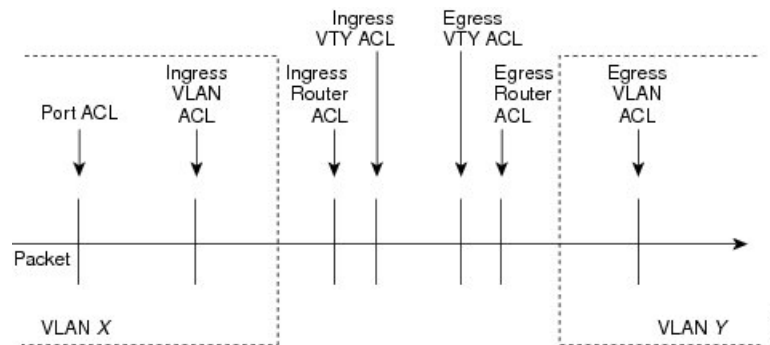 Ingress
VTY ACL
Egress
VTY ACL
Port ACL
Ingress
VLAN
ACL
Ingress
Router
ACL
Egress
Router
ACL
Egress
VLAN
ACL
Packet
VLAN X
VLAN Y